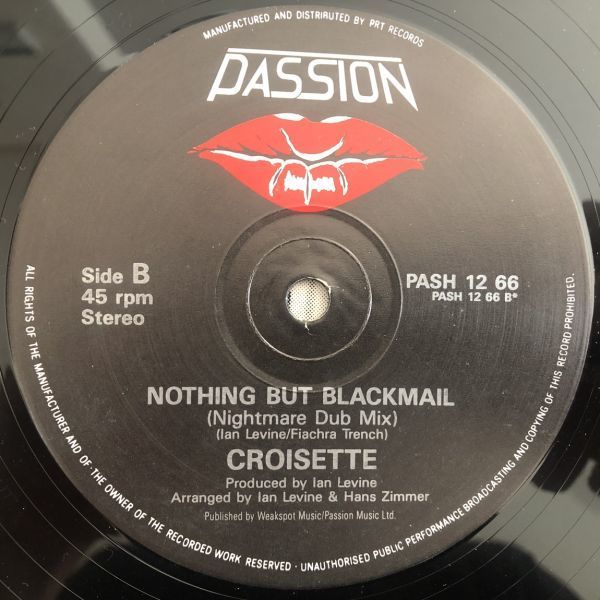 MANUFACTURED AND DISTRIBUTED BY PRT RECORDS
PASSION
Side B
45 rpm
Stereo
PASH 12 66
PASH 12 66 B*
NOTHING BUT BLACKMAIL
(Nightmare Dub Mix)
(Ian Levine/Fiachra Trench)
CROISETTE
Produced by Ian Levine
Arranged by Ian Levine & Hans Zimmer
Published by Weakspot Music/Passion Music Ltd.
ALL RIGHTS OF THE MANUFACTURER AND OF THE OWNER OF THE RECORDED WORK RESERVED · UNAUTHORISED PUBLIC PERFORMANCE BROADCASTING AND COPYING OF THIS RECORD PROHIBITED.